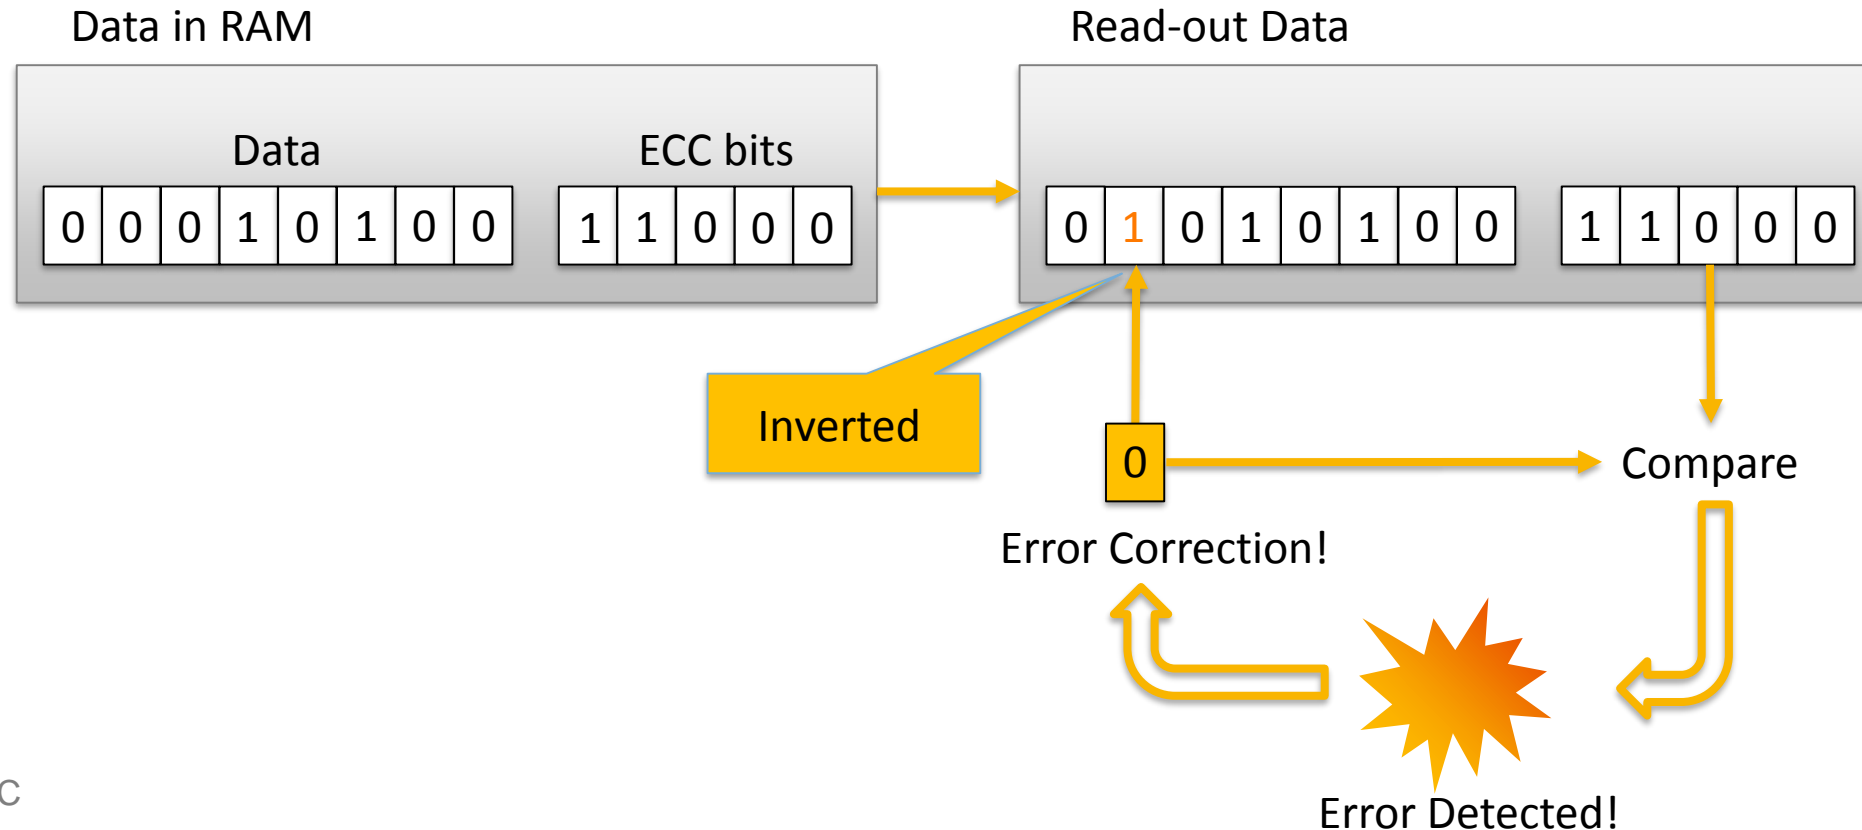 Data in RAM
Read-out Data
Data
ECC bits
0 0 0 1 0 1 0 0
1 1 0 0 0
0 1 0 1 0 1 0 0
1 1 0 0 0
Inverted
0
Compare
Error Correction!
Error Detected!
C